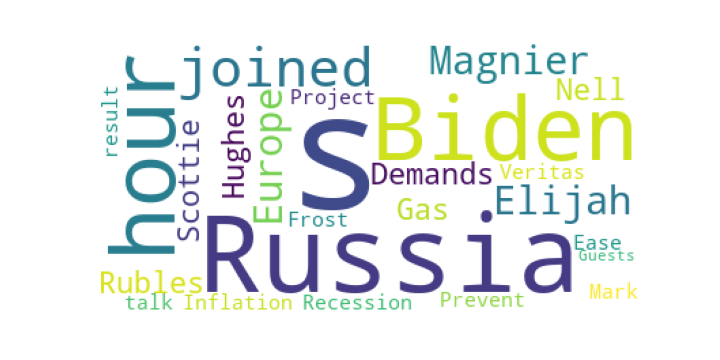 joined
Magnier
hour
result
Project
Nell
Scottie
Hughes
Europe
s
Biden
Demands
Veritas
Gas
Elijah
Frost
Russia
Ease
Guests
Rubles
Mark
talk
Inflation
Recession
Prevent